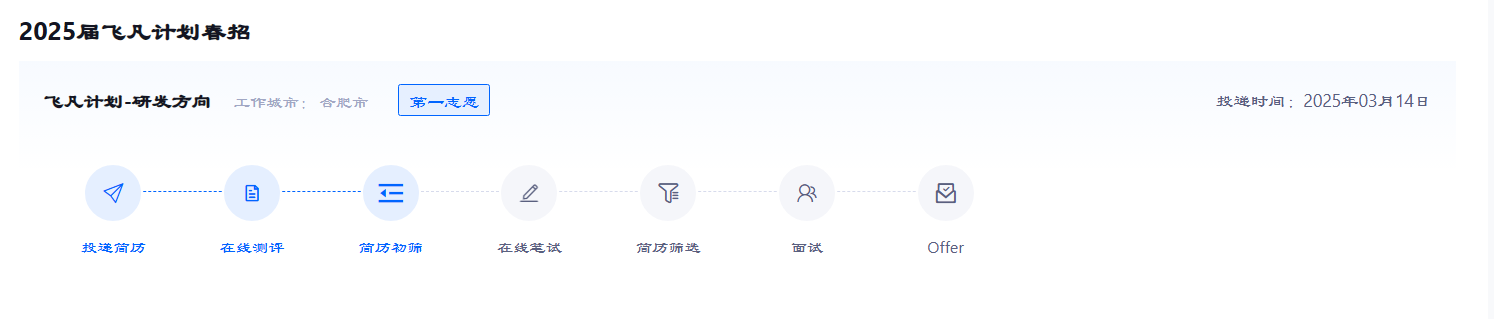 2025届飞凡计划春招
飞凡计划-研发方向 工作城市： 合肥市 第一志愿 投递时间： 2025年03月14日
投递简历 在线测评 简历初筛 在线笔试 简历筛选 面试 Offer